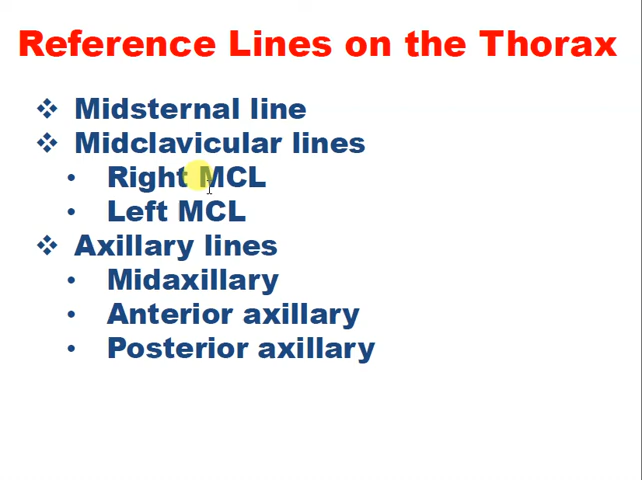 Reference Lines on the Thorax
❖ Midsternal line
❖ Midclavicular lines
• Right MCL
• Left MCL
❖ Axillary lines
• Midaxillary
• Anterior axillary
• Posterior axillary